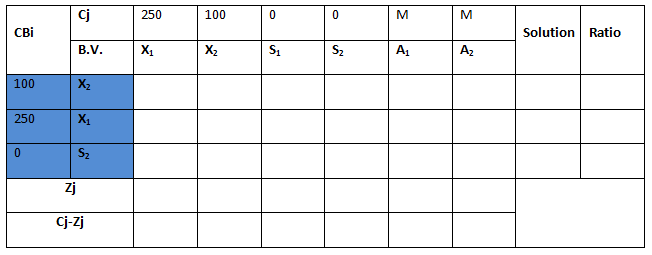 CBi Cj 250 100 0 0 M M Solution Ratio
B.V. X₁ X₂ S₁ S₂ A₁ A₂
100 X₂
250 X₁
0 S₂
Zj
Cj-Zj